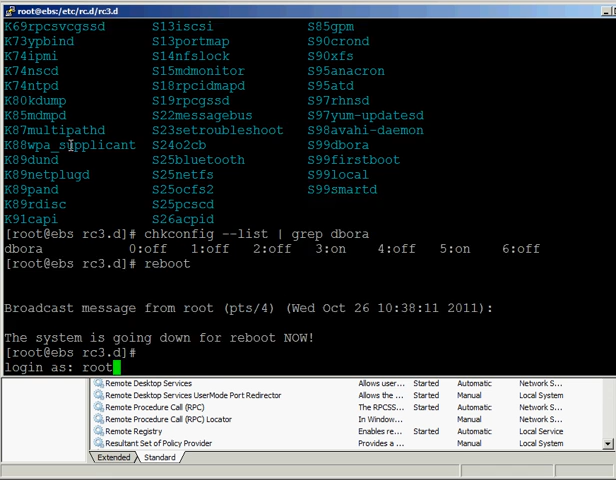 root@ebs:/etc/rc.d/rc3.d
K69rpcsvcgssd S13iscsi S85gpm
K73ypbind S13portmap S90crond
K74ipmi S14nfslock S90xfs
K74nscd S15mdmonitor S95anacron
K74ntpd S18rpcidmapd S95atd
K80kdump S19rpcgssd S97rhnsd
K85mdmpd S22messagebus S97yum-updatesd
K87multipathd S23setroubleshoot S98avahi-daemon
K88wpa_supplicant S24o2cb S99dbora
K89dund S25bluetooth S99firstboot
K89netplugd S25netfs S99local
K89pand S25ocfs2 S99smartd
K89rdisc S25pcscd
K91capi S26acpid
[root@ebs rc3.d]# chkconfig --list | grep dbora
dbora 0:off 1:off 2:off 3:on 4:off 5:on 6:off
[root@ebs rc3.d]# reboot
Broadcast message from root (pts/4) (Wed Oct 26 10:38:11 2011):
The system is going down for reboot NOW!
[root@ebs rc3.d]#
login as: root
Remote Desktop Services Allows user... Started Automatic Network S...
Remote Desktop Services UserMode Port Redirector Allows the... Started Manual Local System
Remote Procedure Call (RPC) The RPCSS... Started Automatic Network S...
Remote Procedure Call (RPC) Locator In Window... Manual Network S...
Remote Registry Enables re... Started Automatic Local Service
Resultant Set of Policy Provider Provides a ... Manual Local System
Extended Standard